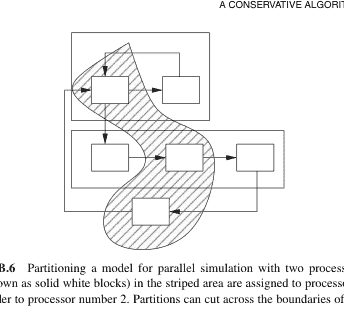 A CONSERVATIVE ALGORIT
B.6 Partitioning a model for parallel simulation with two process
own as solid white blocks) in the striped area are assigned to process
der to processor number 2. Partitions can cut across the boundaries of